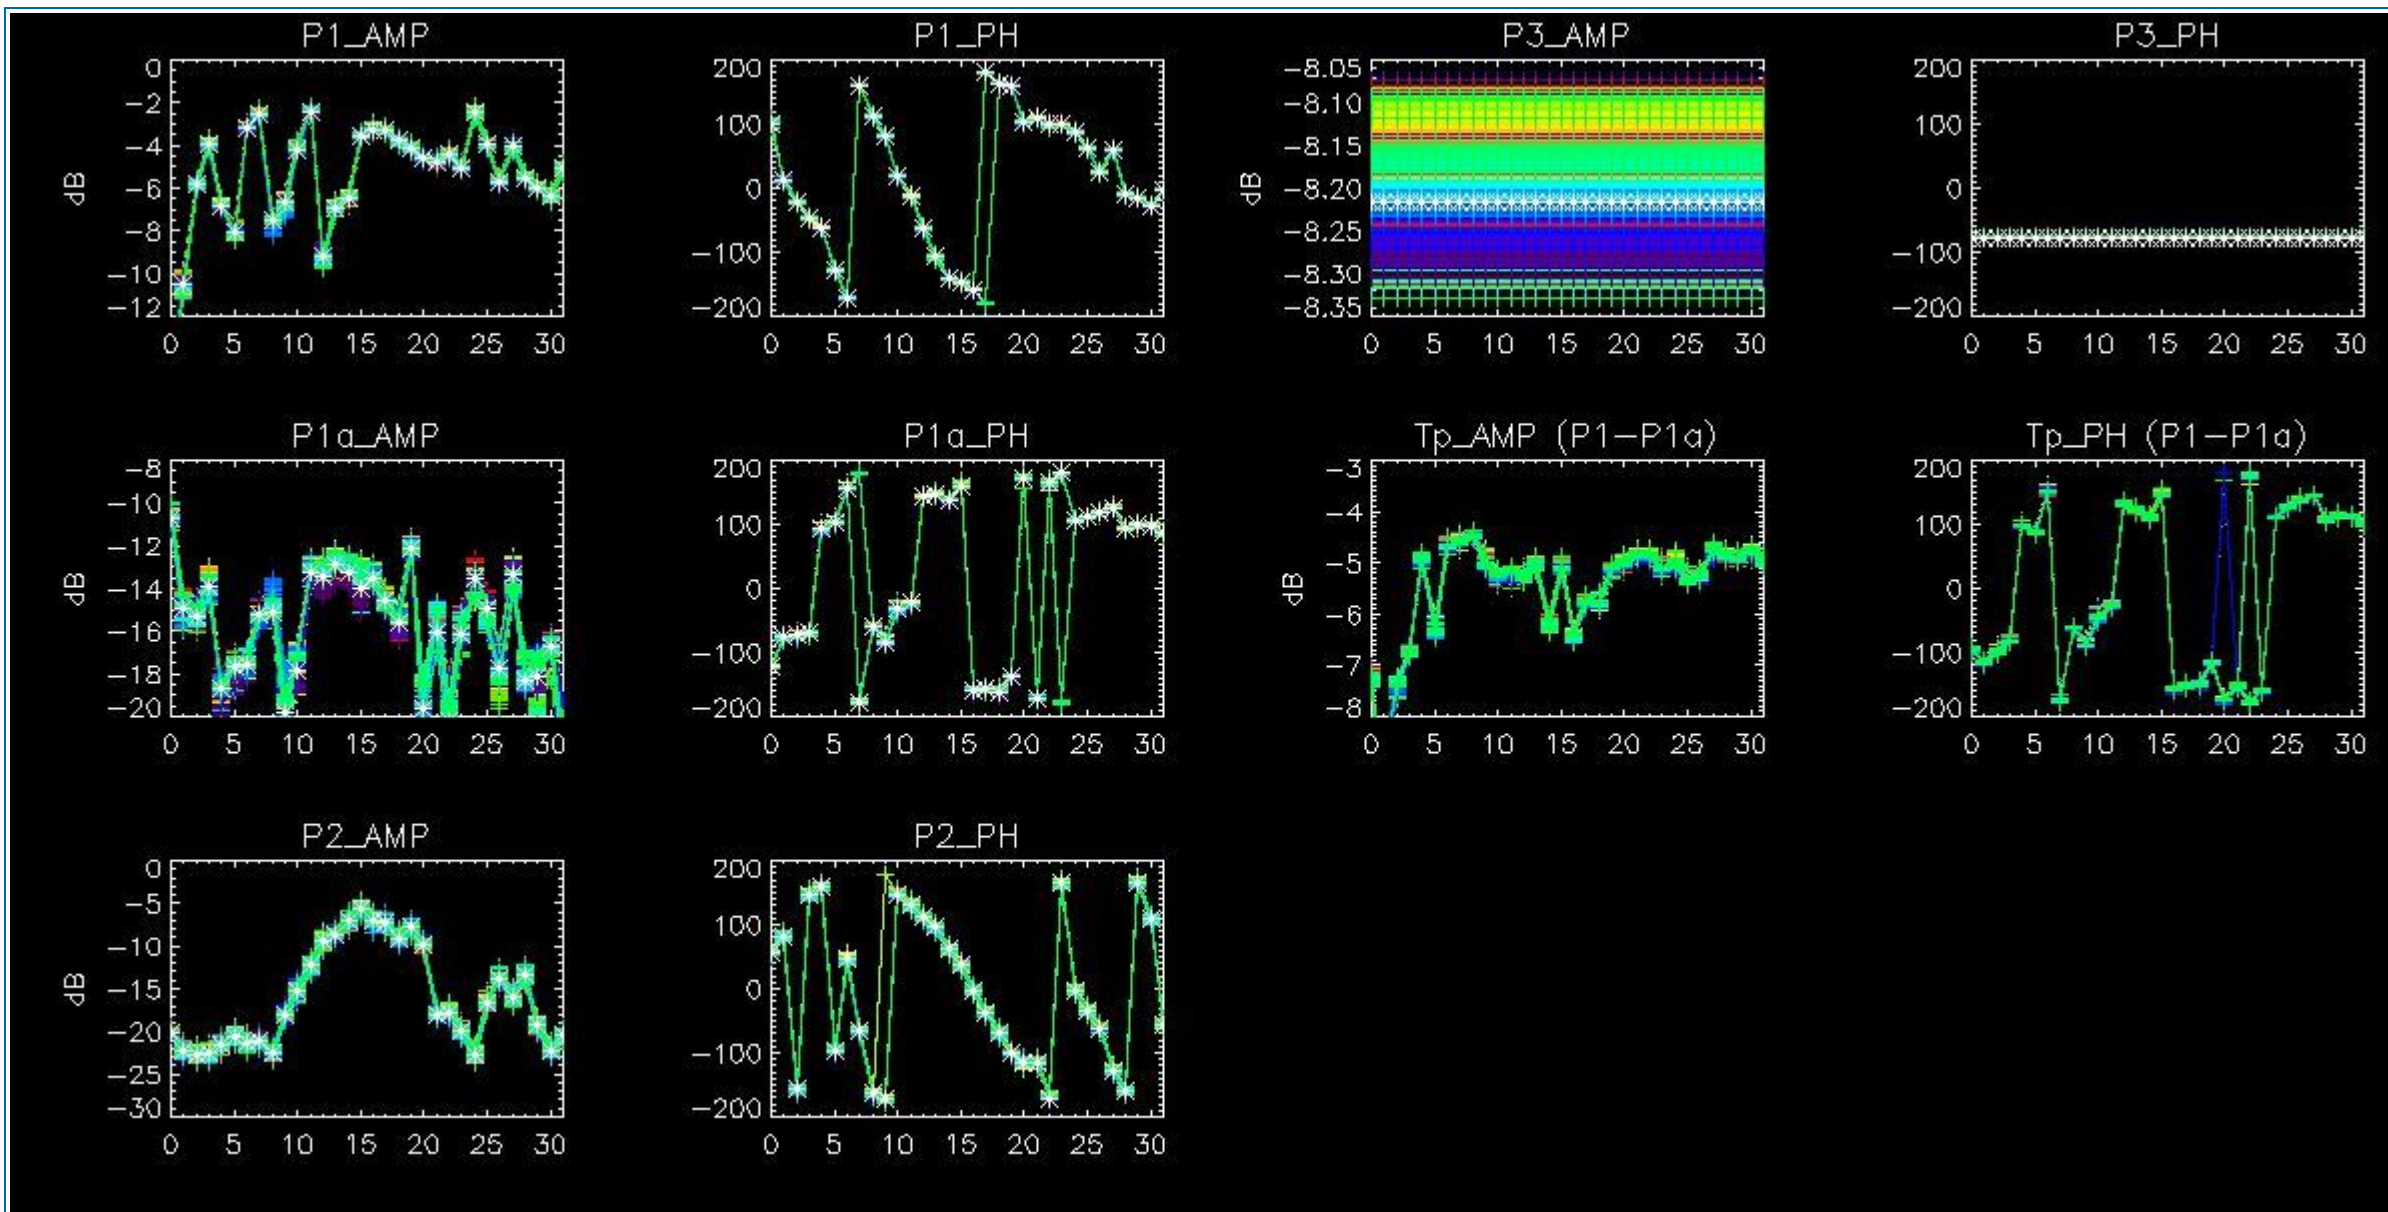 P1_AMP
0
−2
−4
−6
−8
−10
−12
dB
0 5 10 15 20 25 30
P1_PH
200
100
0
−100
−200
0 5 10 15 20 25 30
P3_AMP
−8.05
−8.10
−8.15
−8.20
−8.25
−8.30
−8.35
dB
0 5 10 15 20 25 30
P3_PH
200
100
0
−100
−200
0 5 10 15 20 25 30
P1a_AMP
−8
−10
−12
−14
−16
−18
−20
dB
0 5 10 15 20 25 30
P1a_PH
200
100
0
−100
−200
0 5 10 15 20 25 30
Tp_AMP (P1−P1a)
−3
−4
−5
−6
−7
−8
dB
0 5 10 15 20 25 30
Tp_PH (P1−P1a)
200
100
0
−100
−200
0 5 10 15 20 25 30
P2_AMP
0
−5
−10
−15
−20
−25
−30
dB
0 5 10 15 20 25 30
P2_PH
200
100
0
−100
−200
0 5 10 15 20 25 30